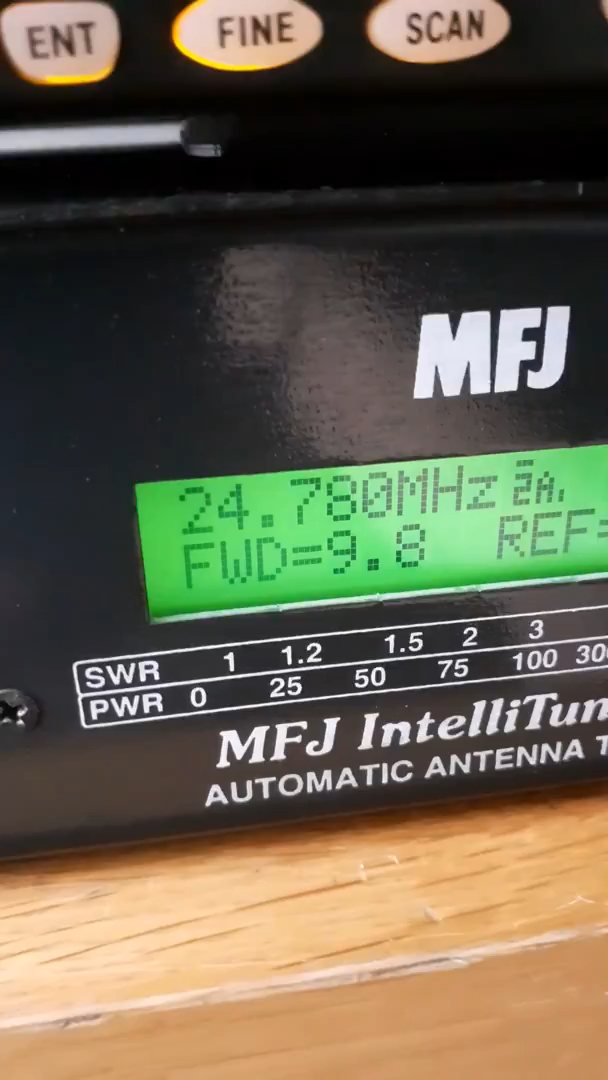 ENT FINE SCAN
MFJ
24.780MHz
FWD=9.8 REF=
SWR 1 1.2 1.5 2 3
PWR 0 25 50 75 100 300
MFJ IntelliTun
AUTOMATIC ANTENNA T